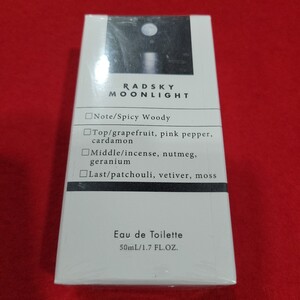 RADSKY
MOONLIGHT
Note/Spicy Woody
Top/grapefruit, pink pepper,
cardamon
Middle/incense, nutmeg,
geranium
Last/patchouli, vetiver, moss
Eau de Toilette
50mL/1.7 FL.OZ.